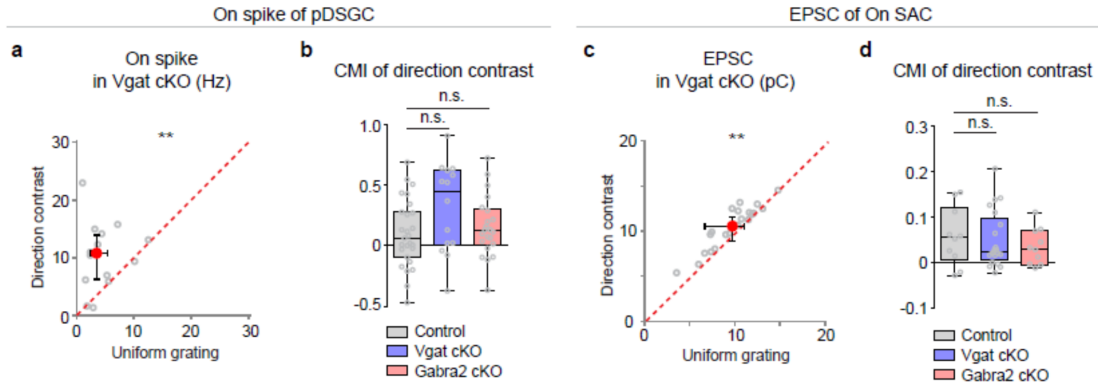 On spike of pDSGC
EPSC of On SAC
a
On spike
in Vgat cKO (Hz)
**
30
20
10
0
0
10
20
30
Direction contrast
Uniform grating
b
CMI of direction contrast
n.s.
n.s.
1.0
0.5
0
-0.5
Control
Vgat cKO
Gabra2 cKO
c
EPSC
in Vgat cKO (pC)
**
20
10
0
0
10
20
Direction contrast
Uniform grating
d
CMI of direction contrast
n.s.
n.s.
0.3
0.2
0.1
0
-0.1
Control
Vgat cKO
Gabra2 cKO